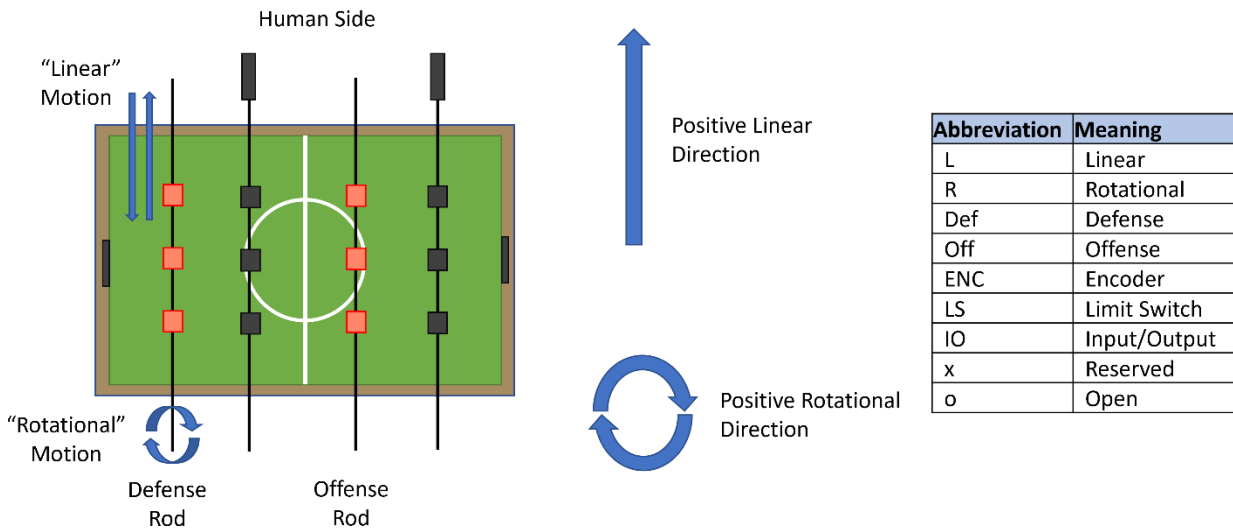 Human Side
“Linear”
Motion
Positive Linear
Direction
Abbreviation Meaning
L Linear
R Rotational
Def Defense
Off Offense
ENC Encoder
LS Limit Switch
IO Input/Output
x Reserved
o Open
“Rotational”
Motion
Positive Rotational
Direction
Defense
Rod
Offense
Rod